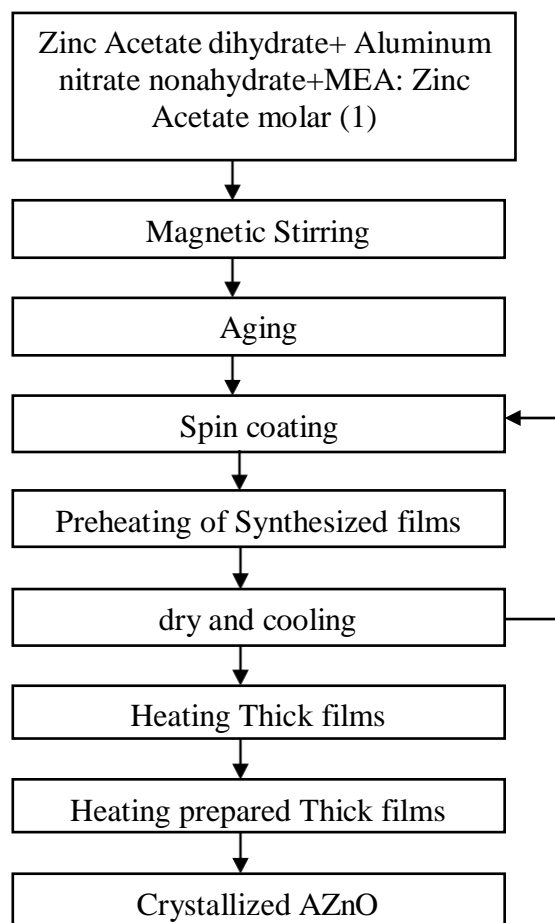 Zinc Acetate dihydrate+ Aluminum
nitrate nonahydrate+MEA: Zinc
Acetate molar (1)
Magnetic Stirring
Aging
Spin coating
Preheating of Synthesized films
dry and cooling
Heating Thick films
Heating prepared Thick films
Crystallized AZnO